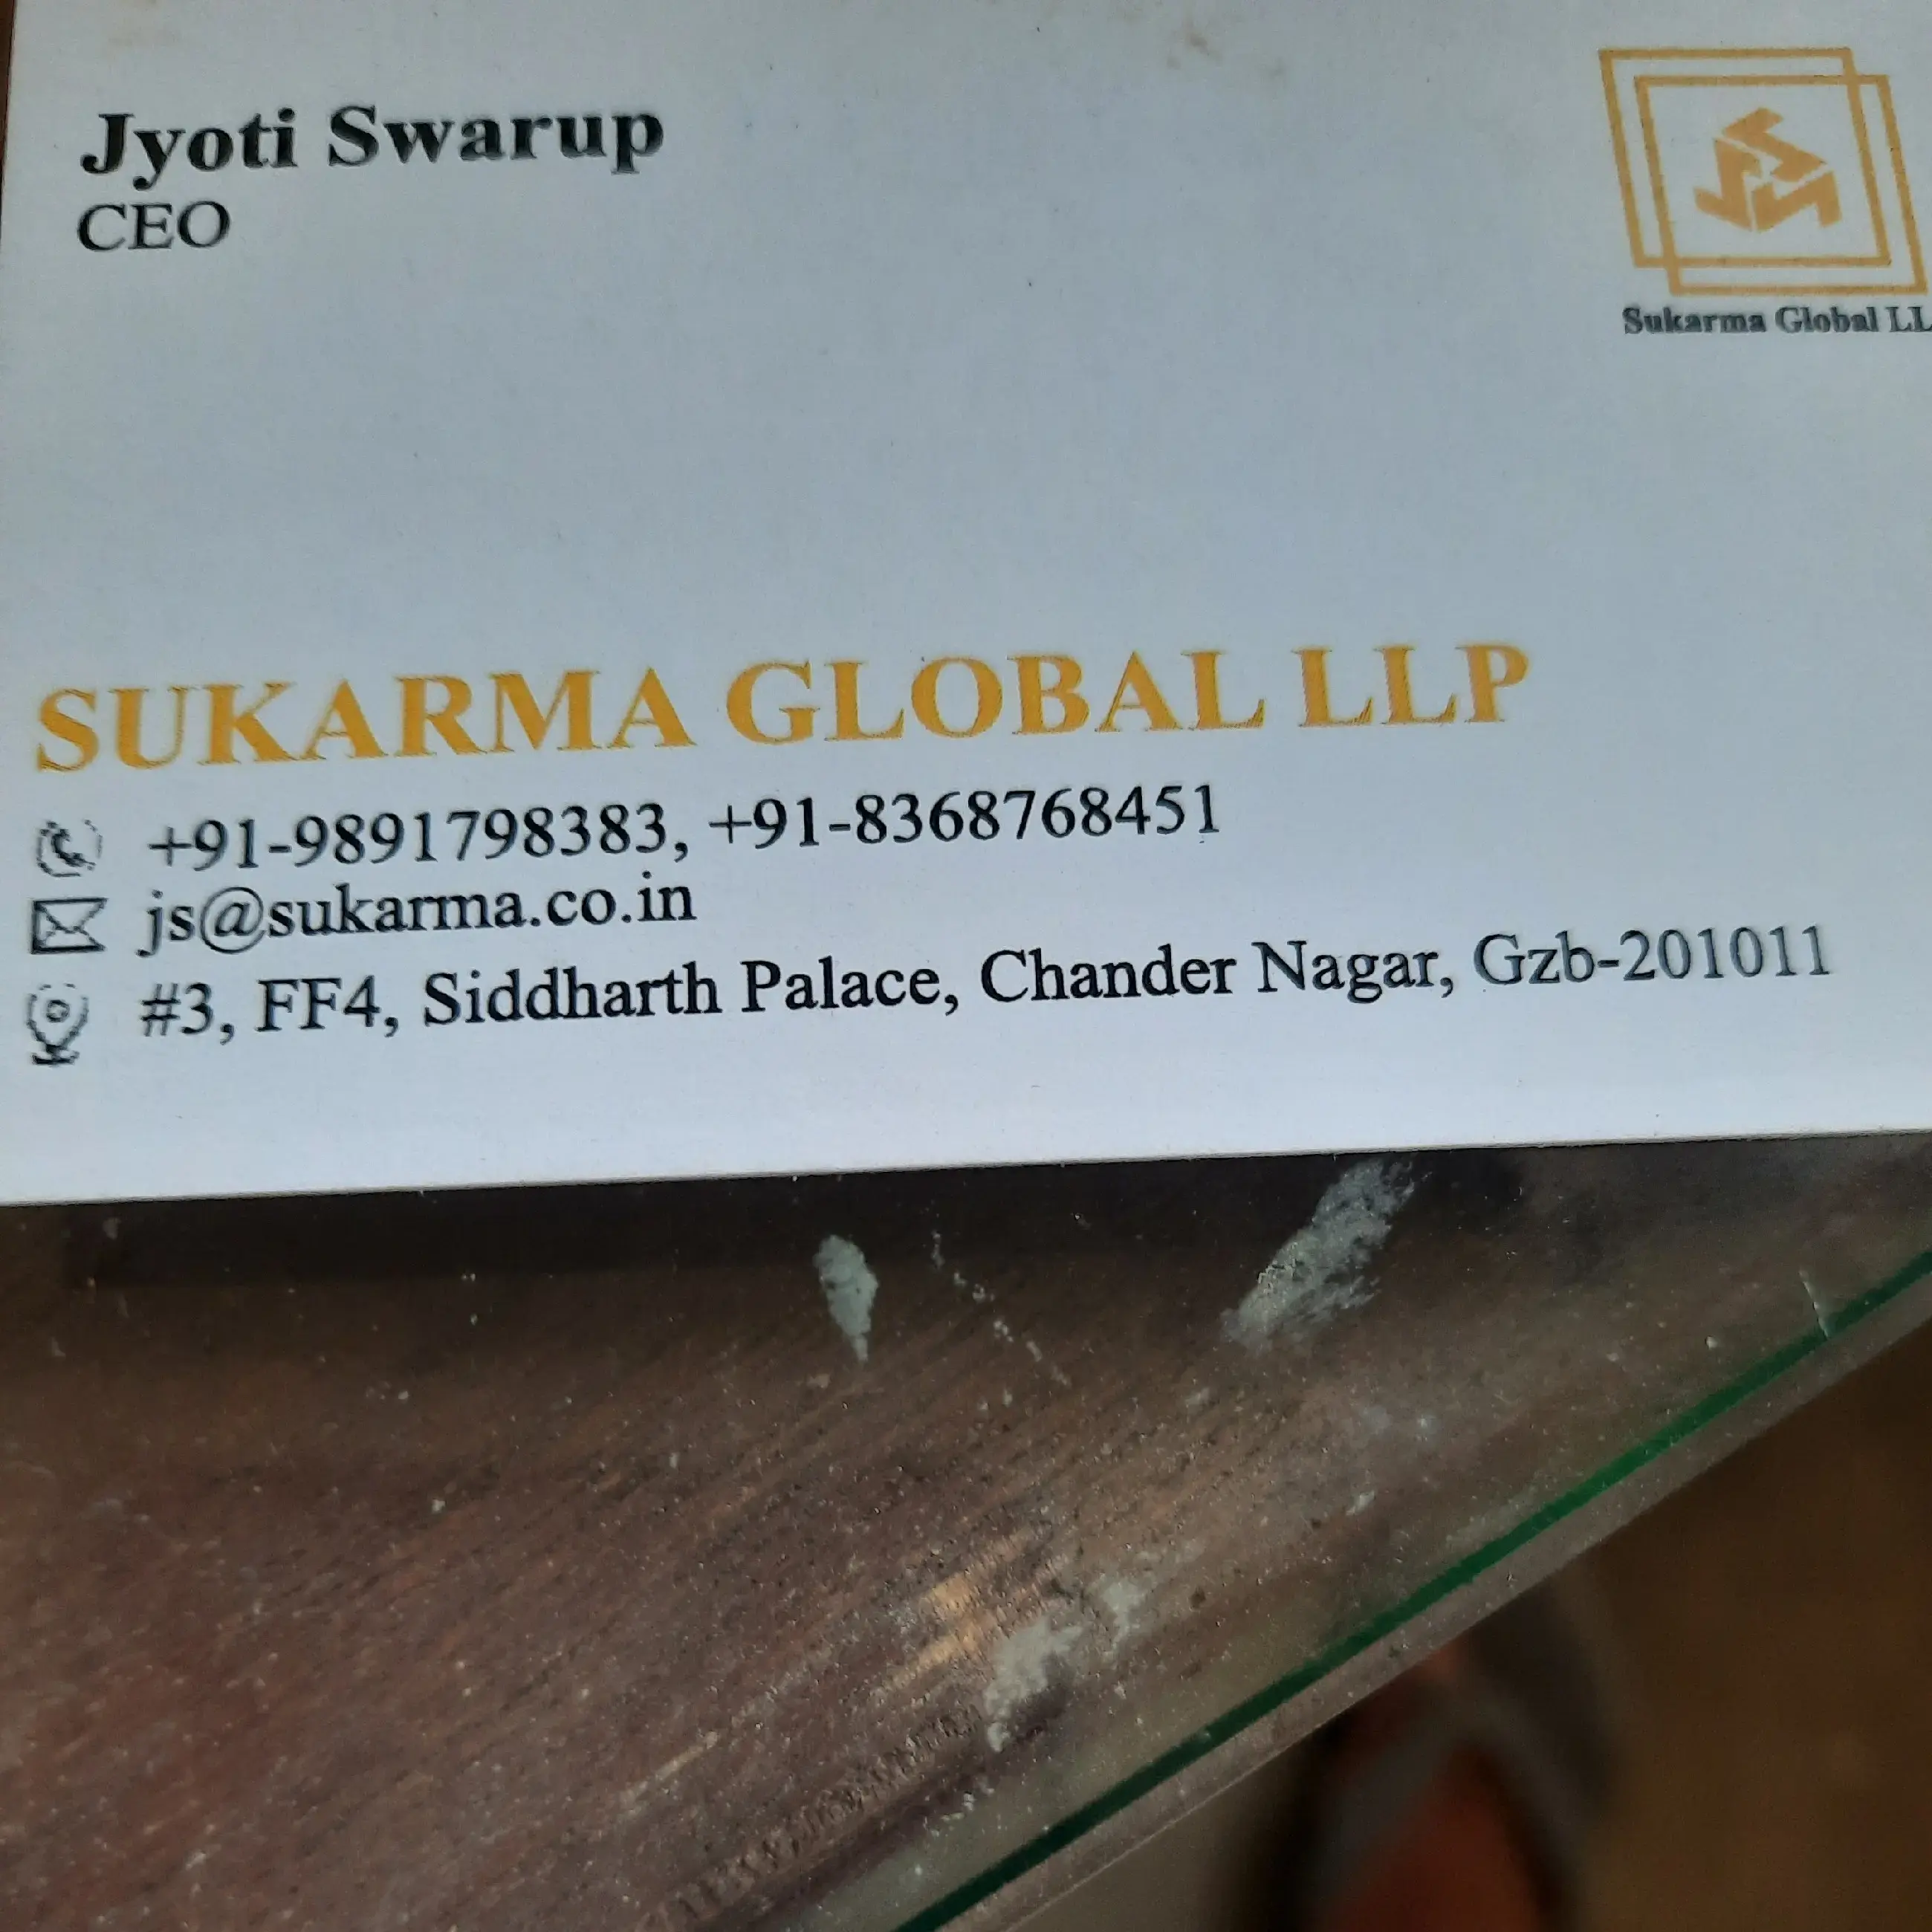 Jyoti Swarup
CEO
Sukarma Global LL
SUKARMA GLOBAL LLP
+91-9891798383, +91-8368768451
js@sukarma.co.in
#3, FF4, Siddharth Palace, Chander Nagar, Gzb-201011